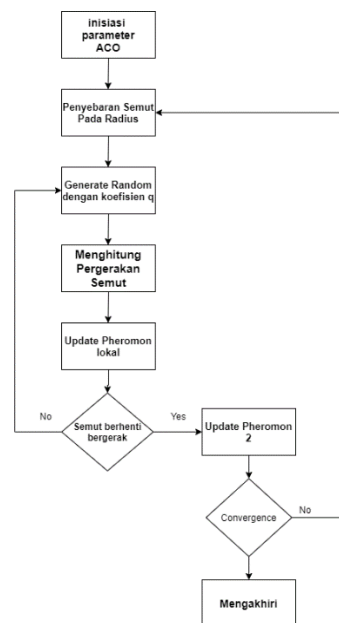 inisiasi
parameter
ACO
Penyebaran Semut
Pada Radius
Generate Random
dengan koefisien q
Menghitung
Pergerakan
Semut
Update Pheromon
lokal
No
Semut berhenti
bergerak
Yes
Update Pheromon
2
Convergence
No
Mengakhiri